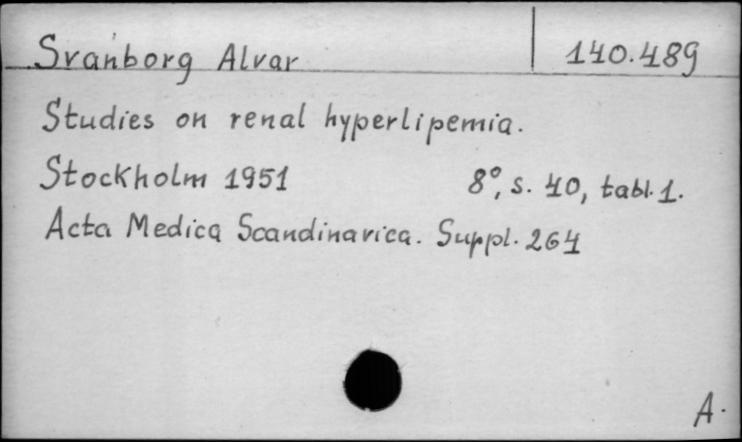 Svanborg Alvar 140.489
Studies on renal hyperlipemia.
Stockholm 1951 8°, s. 40, tabl. 1.
Acta Medica Scandinavica. Suppl. 264
A.